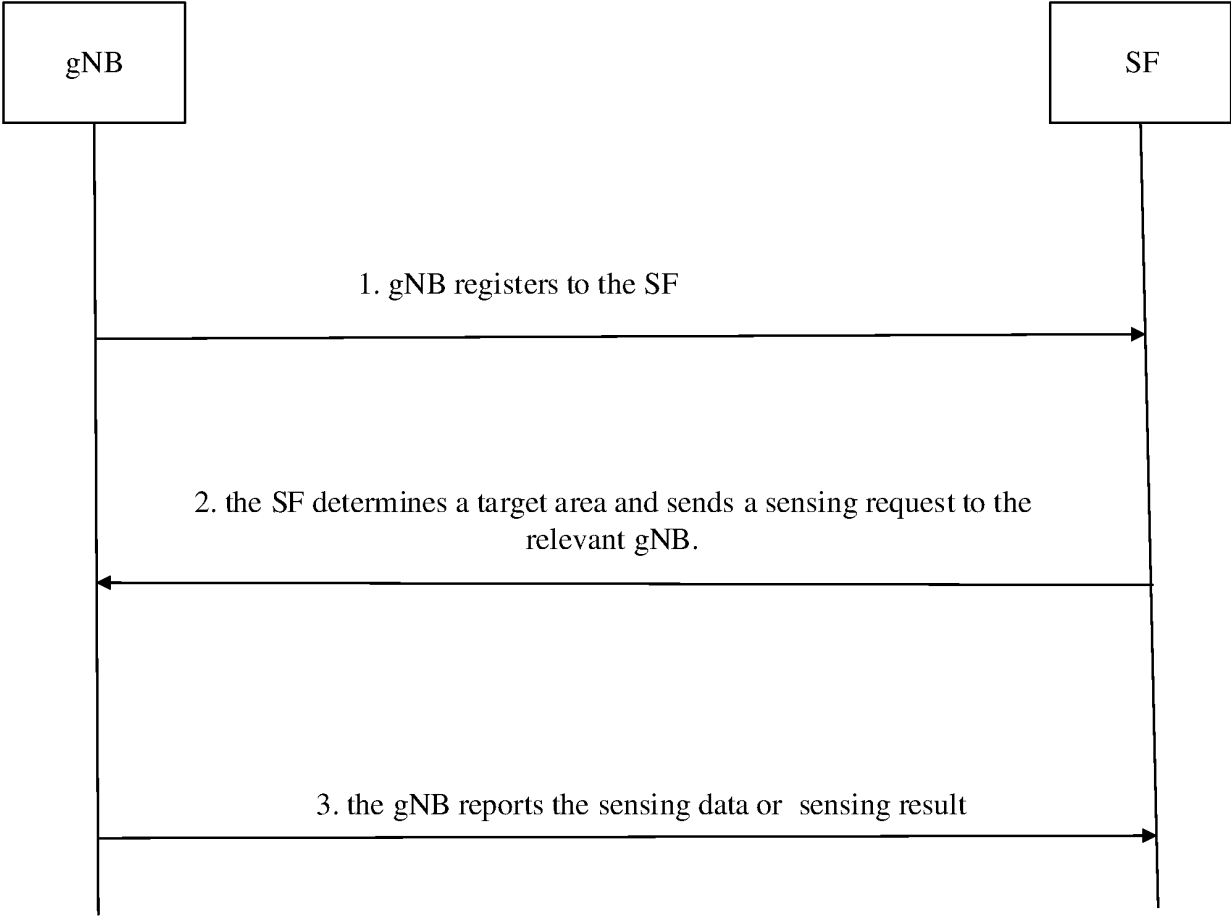 gNB
SF
1. gNB registers to the SF
2. the SF determines a target area and sends a sensing request to the
relevant gNB.
3. the gNB reports the sensing data or  sensing result